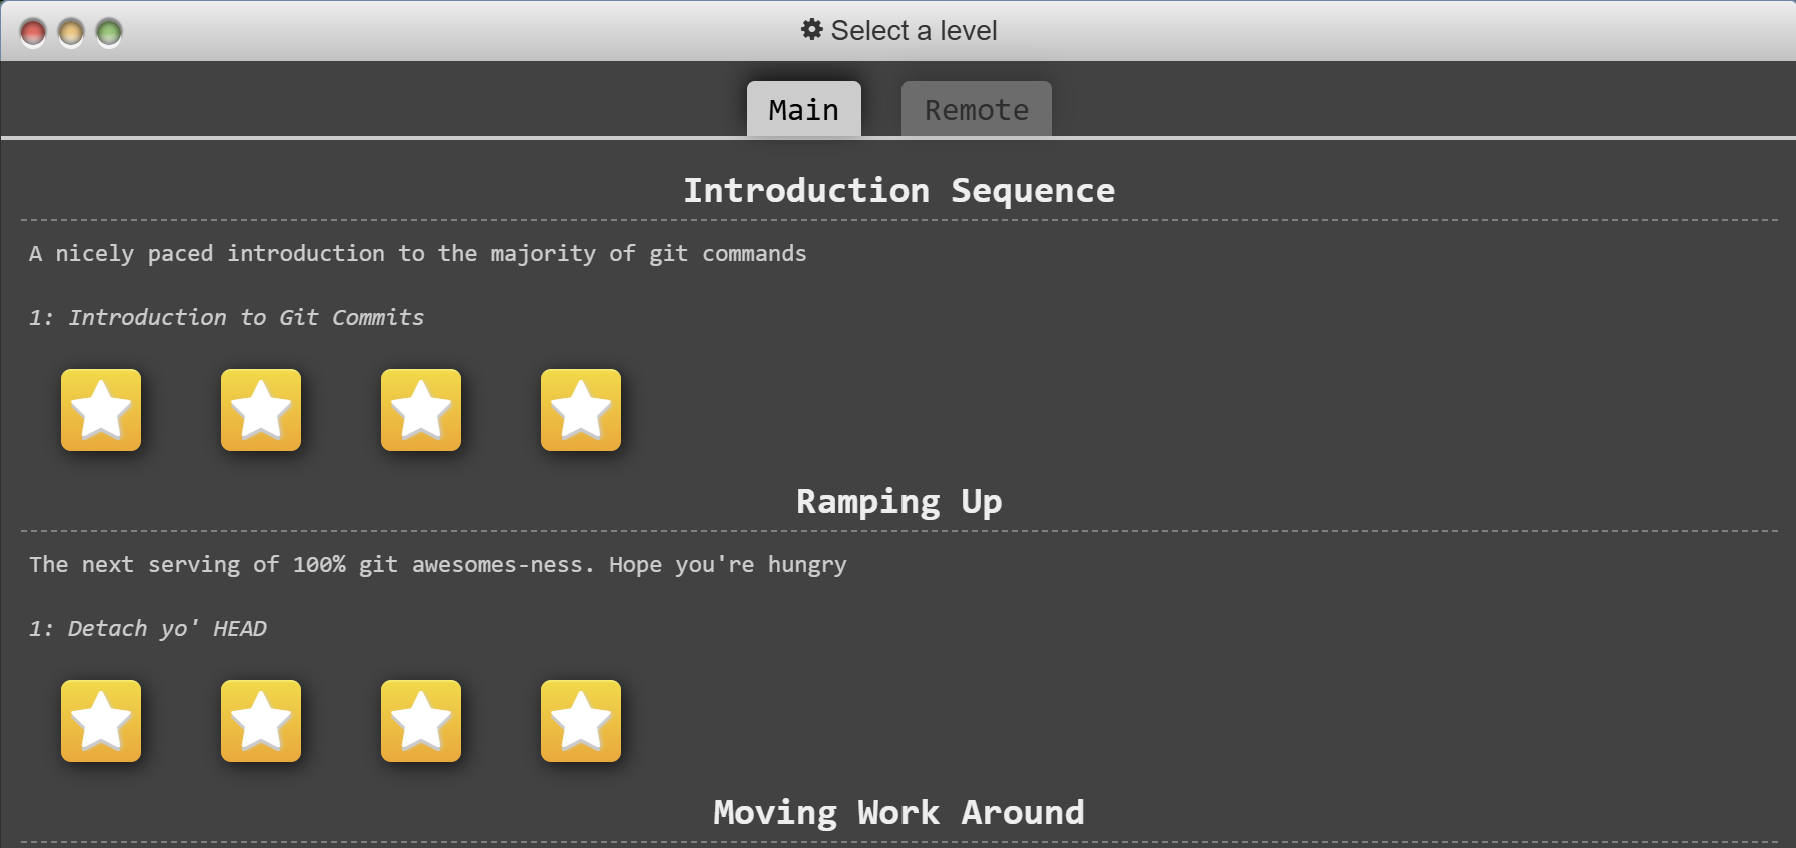 Select a level
Main Remote
Introduction Sequence
A nicely paced introduction to the majority of git commands
1: Introduction to Git Commits
Ramping Up
The next serving of 100% git awesomes-ness. Hope you're hungry
1: Detach yo' HEAD
Moving Work Around